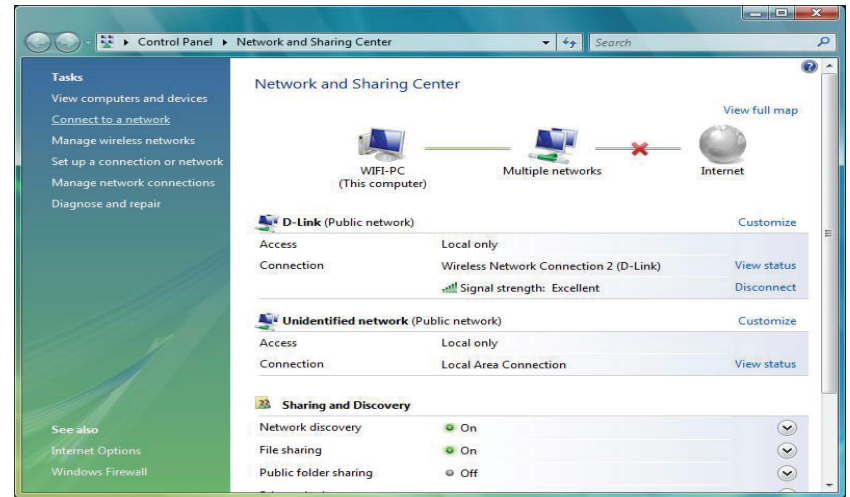 Control Panel ▸ Network and Sharing Center
Search
Tasks
View computers and devices
Connect to a network
Manage wireless networks
Set up a connection or network
Manage network connections
Diagnose and repair
See also
Internet Options
Windows Firewall
Network and Sharing Center
View full map
WIFI-PC
(This computer)
Multiple networks
Internet
D-Link (Public network) Customize
Access Local only
Connection Wireless Network Connection 2 (D-Link) View status
Signal strength: Excellent Disconnect
Unidentified network (Public network) Customize
Access Local only
Connection Local Area Connection View status
Sharing and Discovery
Network discovery On
File sharing On
Public folder sharing Off